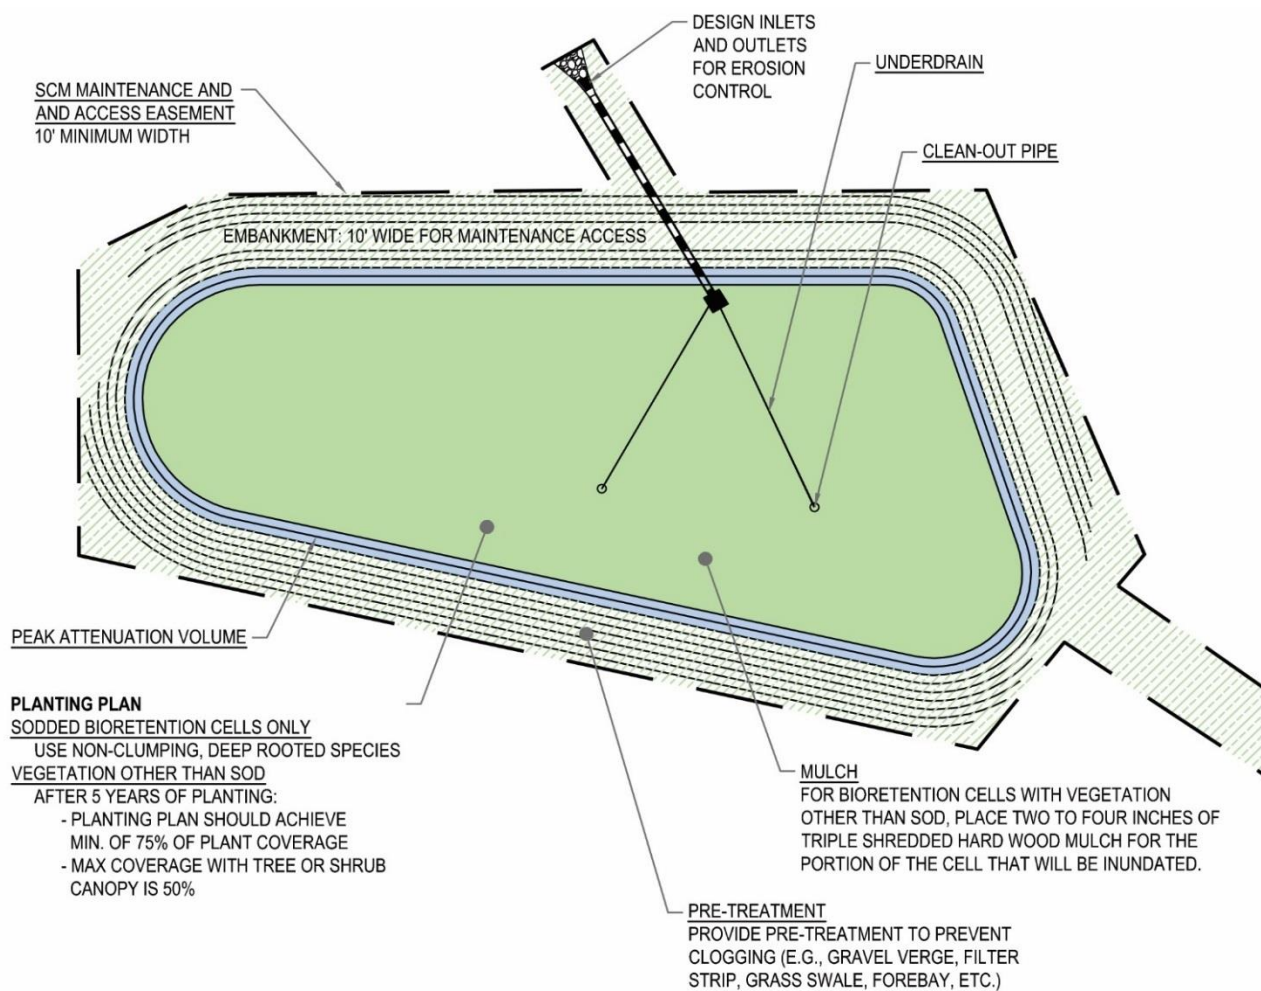 DESIGN INLETS
AND OUTLETS
FOR EROSION
CONTROL
UNDERDRAIN
SCM MAINTENANCE AND
AND ACCESS EASEMENT
10' MINIMUM WIDTH
CLEAN-OUT PIPE
EMBANKMENT: 10' WIDE FOR MAINTENANCE ACCESS
PEAK ATTENUATION VOLUME
PLANTING PLAN
SODDED BIORETENTION CELLS ONLY
USE NON-CLUMPING, DEEP ROOTED SPECIES
VEGETATION OTHER THAN SOD
AFTER 5 YEARS OF PLANTING:
- PLANTING PLAN SHOULD ACHIEVE
MIN. OF 75% OF PLANT COVERAGE
- MAX COVERAGE WITH TREE OR SHRUB
CANOPY IS 50%
MULCH
FOR BIORETENTION CELLS WITH VEGETATION
OTHER THAN SOD, PLACE TWO TO FOUR INCHES OF
TRIPLE SHREDDED HARD WOOD MULCH FOR THE
PORTION OF THE CELL THAT WILL BE INUNDATED.
PRE-TREATMENT
PROVIDE PRE-TREATMENT TO PREVENT
CLOGGING (E.G., GRAVEL VERGE, FILTER
STRIP, GRASS SWALE, FOREBAY, ETC.)